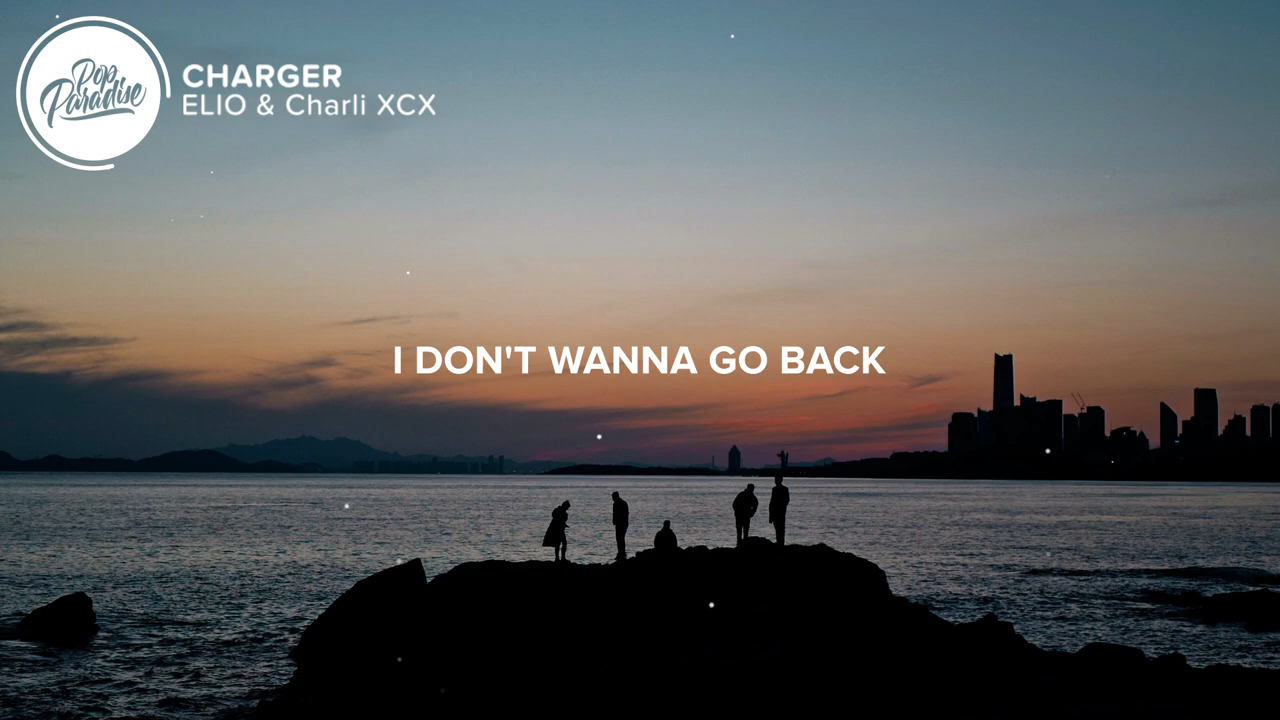 Pop
Paradise
CHARGER
ELIO & Charli XCX
I DON'T WANNA GO BACK